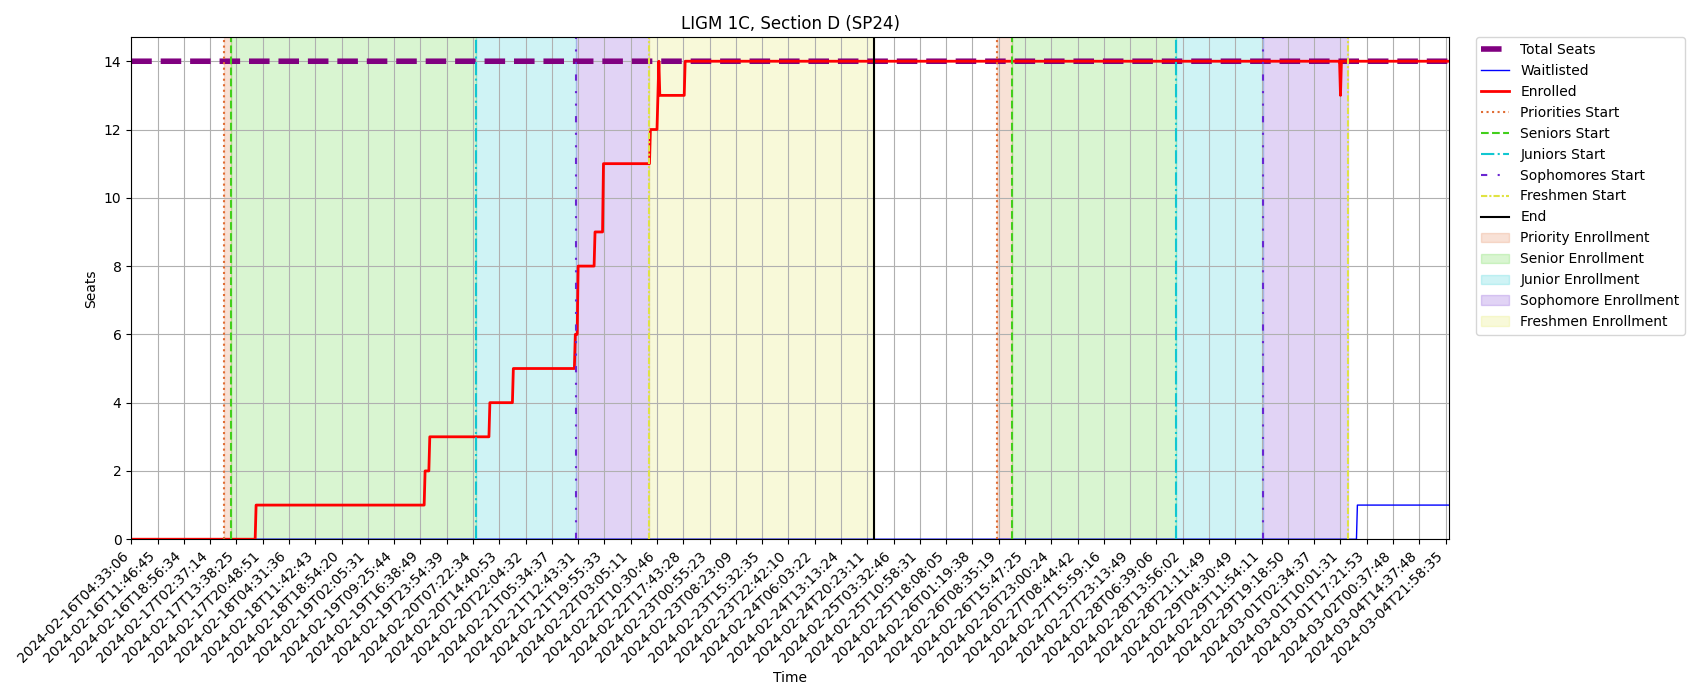 LIGM 1C, Section D (SP24)
Seats
14
12
10
8
6
4
2
0
2024-02-16T04:33:06
2024-02-16T11:46:45
2024-02-16T18:56:34
2024-02-17T02:37:14
2024-02-17T13:38:25
2024-02-17T20:48:51
2024-02-18T04:31:36
2024-02-18T11:42:43
2024-02-18T18:54:20
2024-02-19T02:05:31
2024-02-19T09:25:44
2024-02-19T16:38:49
2024-02-19T23:54:39
2024-02-20T07:22:34
2024-02-20T14:40:53
2024-02-20T22:04:32
2024-02-21T05:34:37
2024-02-21T12:43:31
2024-02-21T19:55:33
2024-02-22T03:05:11
2024-02-22T10:30:46
2024-02-22T17:43:28
2024-02-23T00:55:23
2024-02-23T08:23:09
2024-02-23T15:32:35
2024-02-23T22:42:10
2024-02-24T06:03:22
2024-02-24T13:13:24
2024-02-24T20:23:11
2024-02-25T03:32:46
2024-02-25T10:58:31
2024-02-25T18:08:05
2024-02-26T01:19:38
2024-02-26T08:35:19
2024-02-26T15:47:25
2024-02-26T23:00:24
2024-02-27T08:44:42
2024-02-27T15:59:16
2024-02-27T23:13:49
2024-02-28T06:39:06
2024-02-28T13:56:02
2024-02-28T21:11:49
2024-02-29T04:30:49
2024-02-29T11:54:11
2024-02-29T19:18:50
2024-03-01T02:34:37
2024-03-01T10:01:31
2024-03-01T17:21:53
2024-03-02T00:37:48
2024-03-04T14:37:48
2024-03-04T21:58:35
Time
Total Seats
Waitlisted
Enrolled
Priorities Start
Seniors Start
Juniors Start
Sophomores Start
Freshmen Start
End
Priority Enrollment
Senior Enrollment
Junior Enrollment
Sophomore Enrollment
Freshmen Enrollment